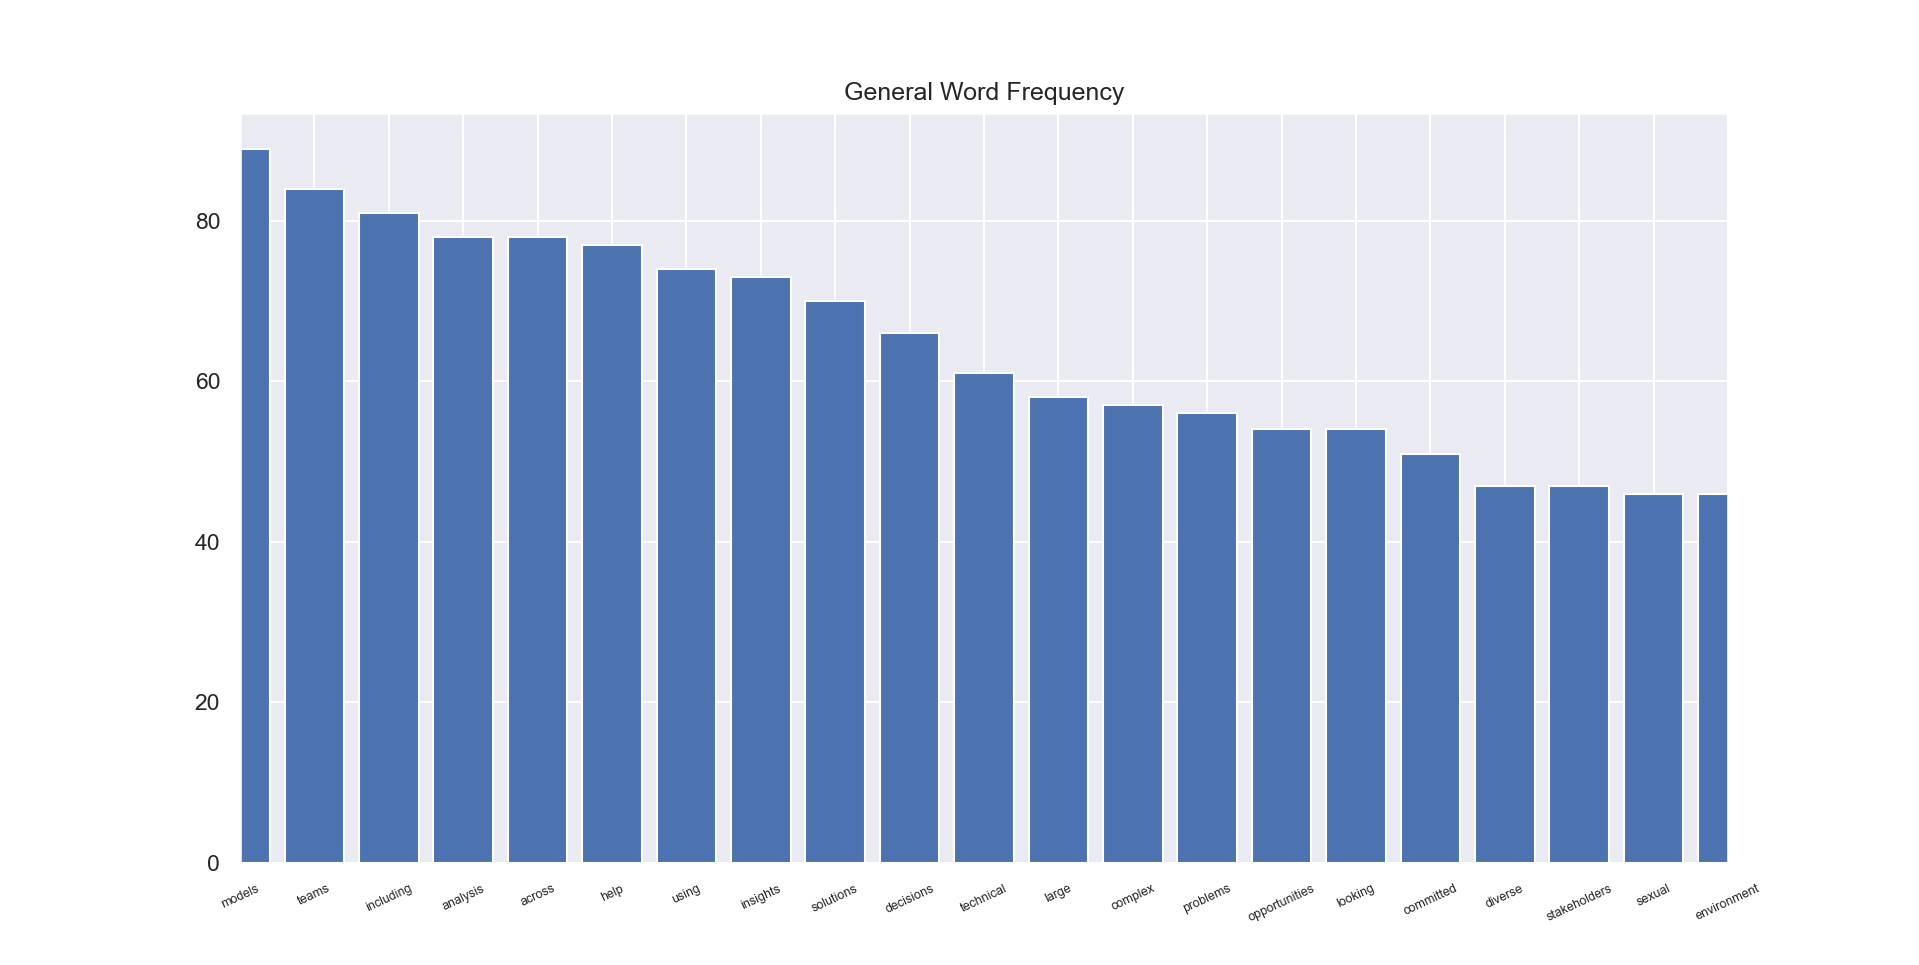 General Word Frequency
80
60
40
20
0
models teams including analysis across help using insights solutions decisions technical large complex problems opportunities looking committed diverse stakeholders sexual environment